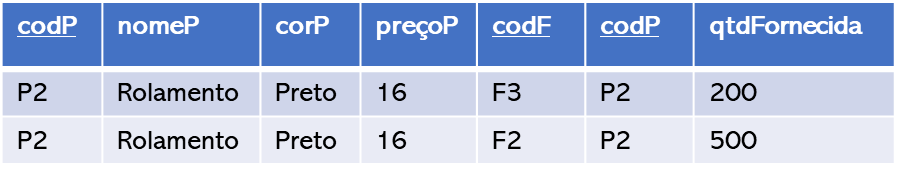 codP nomeP corP preçoP codF codP qtdFornecida
P2 Rolamento Preto 16 F3 P2 200
P2 Rolamento Preto 16 F2 P2 500